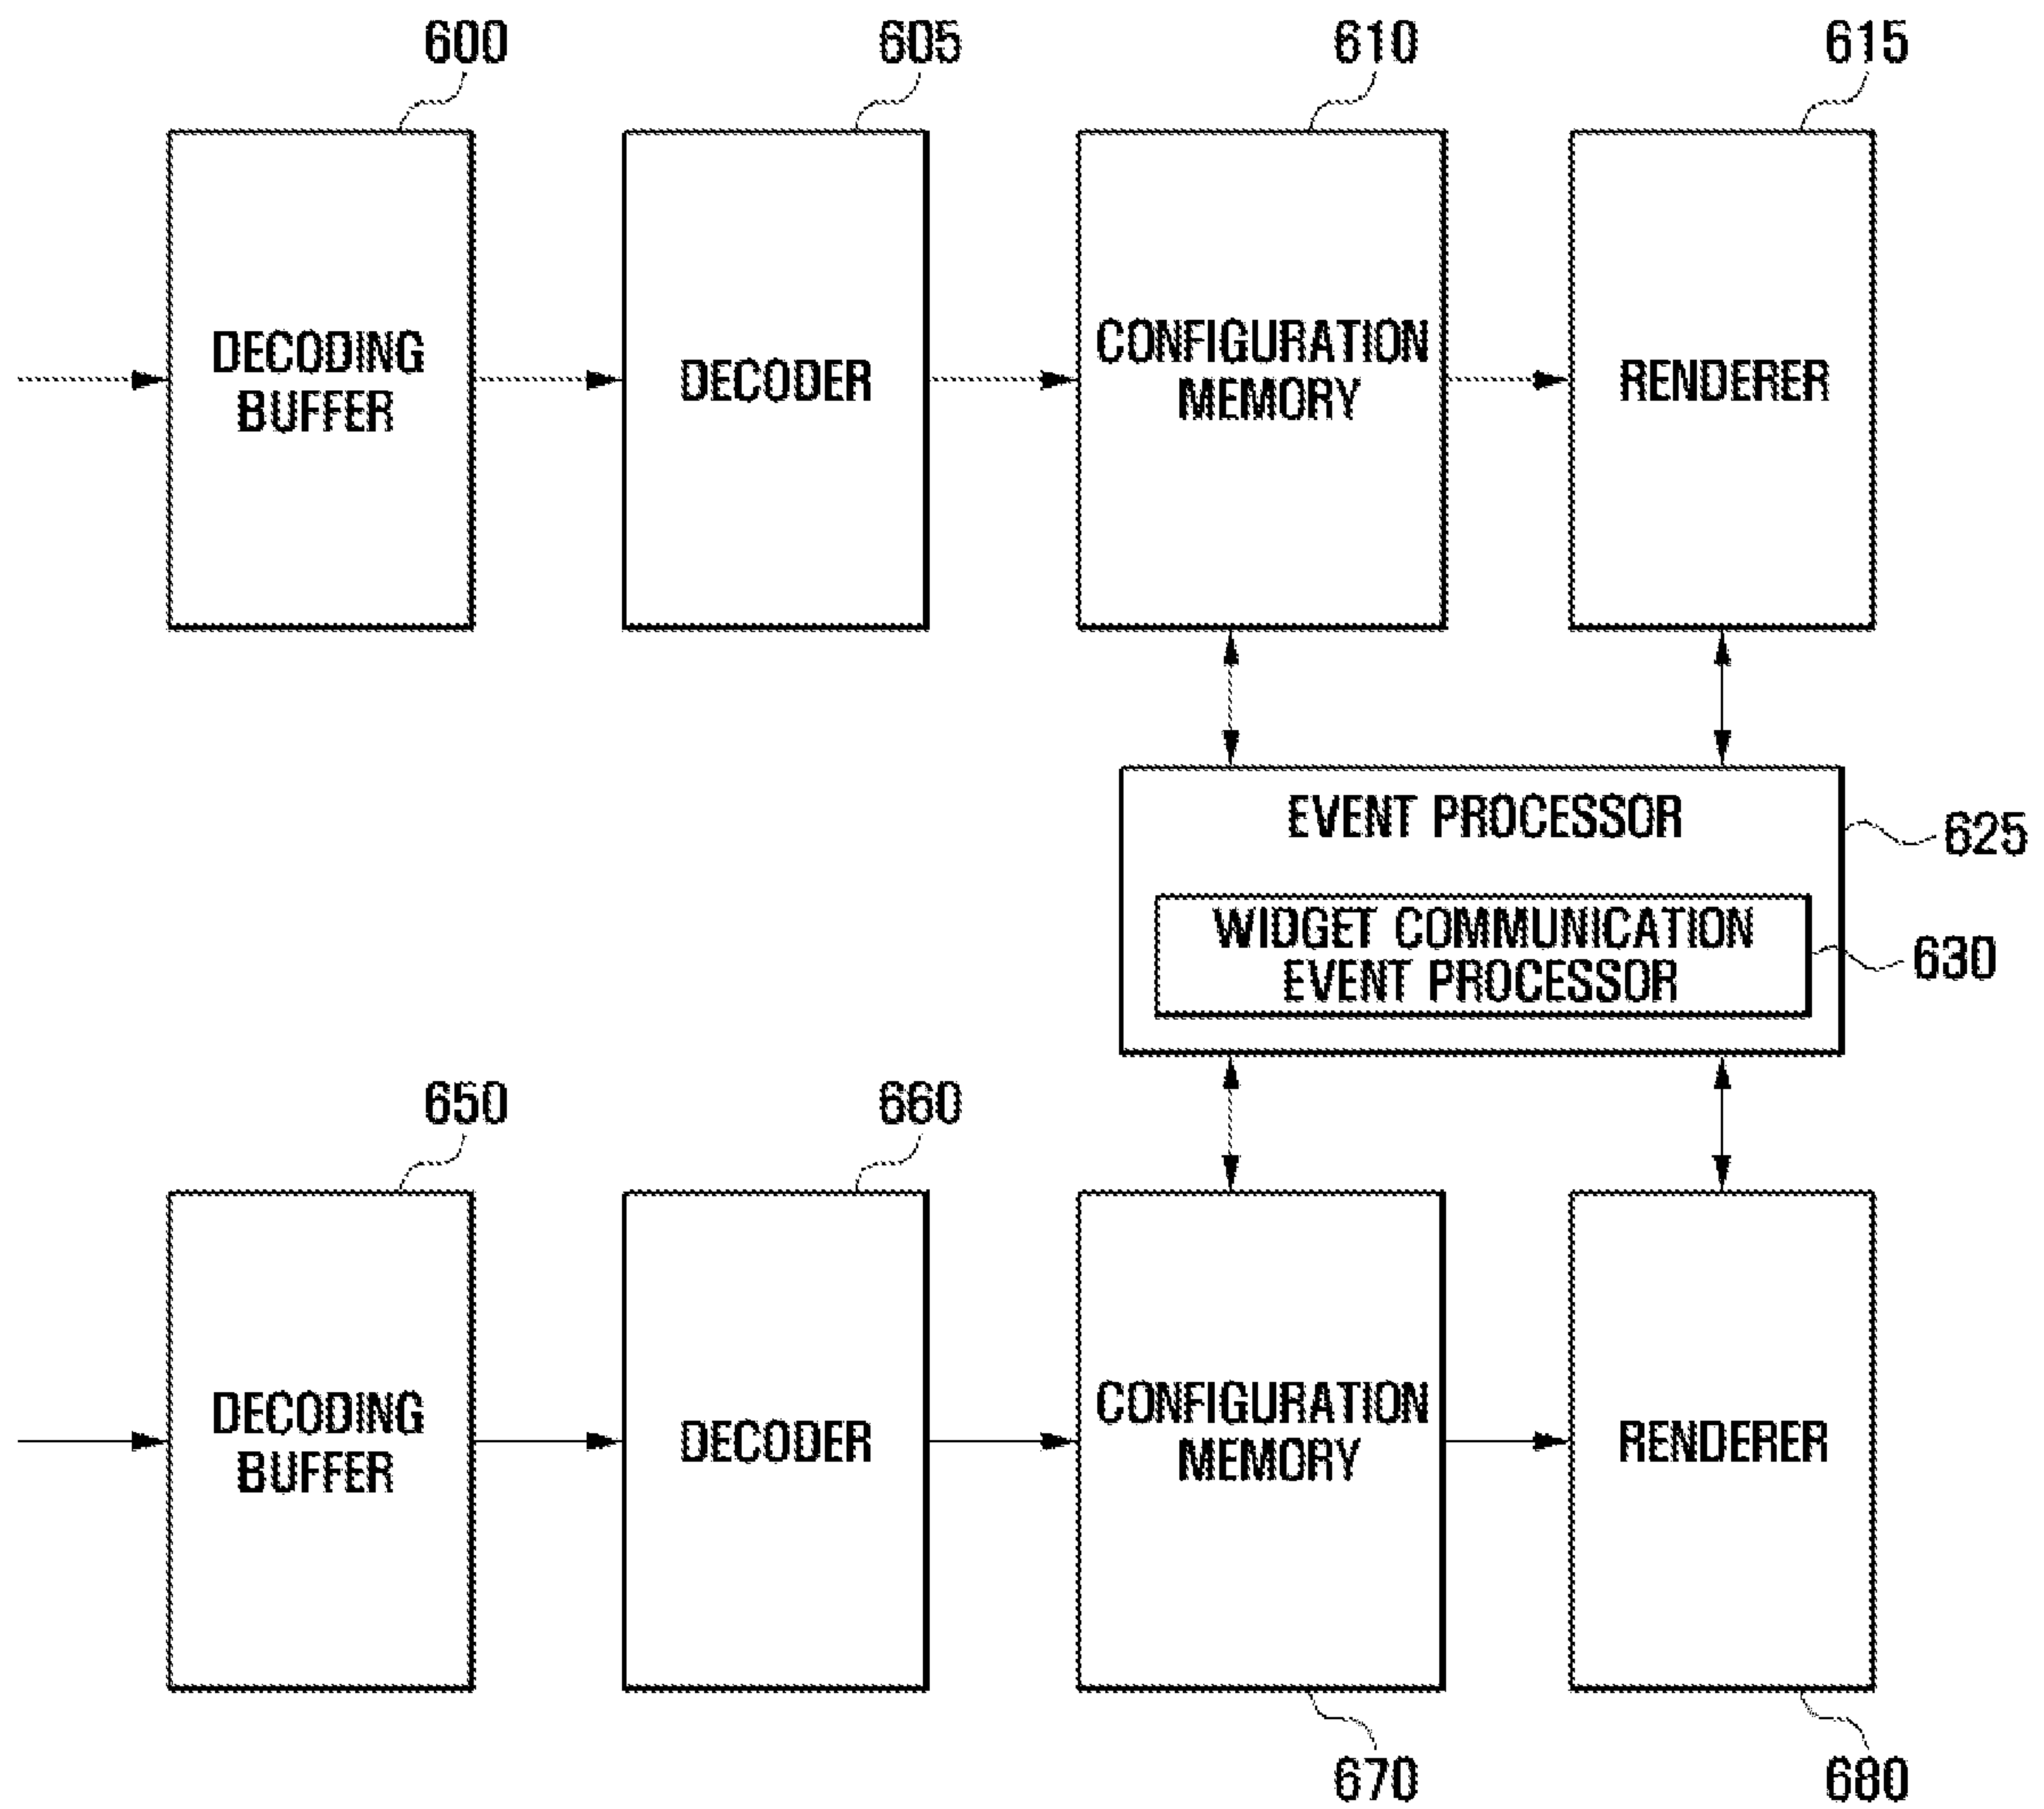 600
605
610
615
DECODING
BUFFER
DECODER
CONFIGURATION
MEMORY
RENDERER
EVENT PROCESSOR
625
WIDGET COMMUNICATION
EVENT PROCESSOR
630
650
660
DECODING
BUFFER
DECODER
CONFIGURATION
MEMORY
RENDERER
670
680